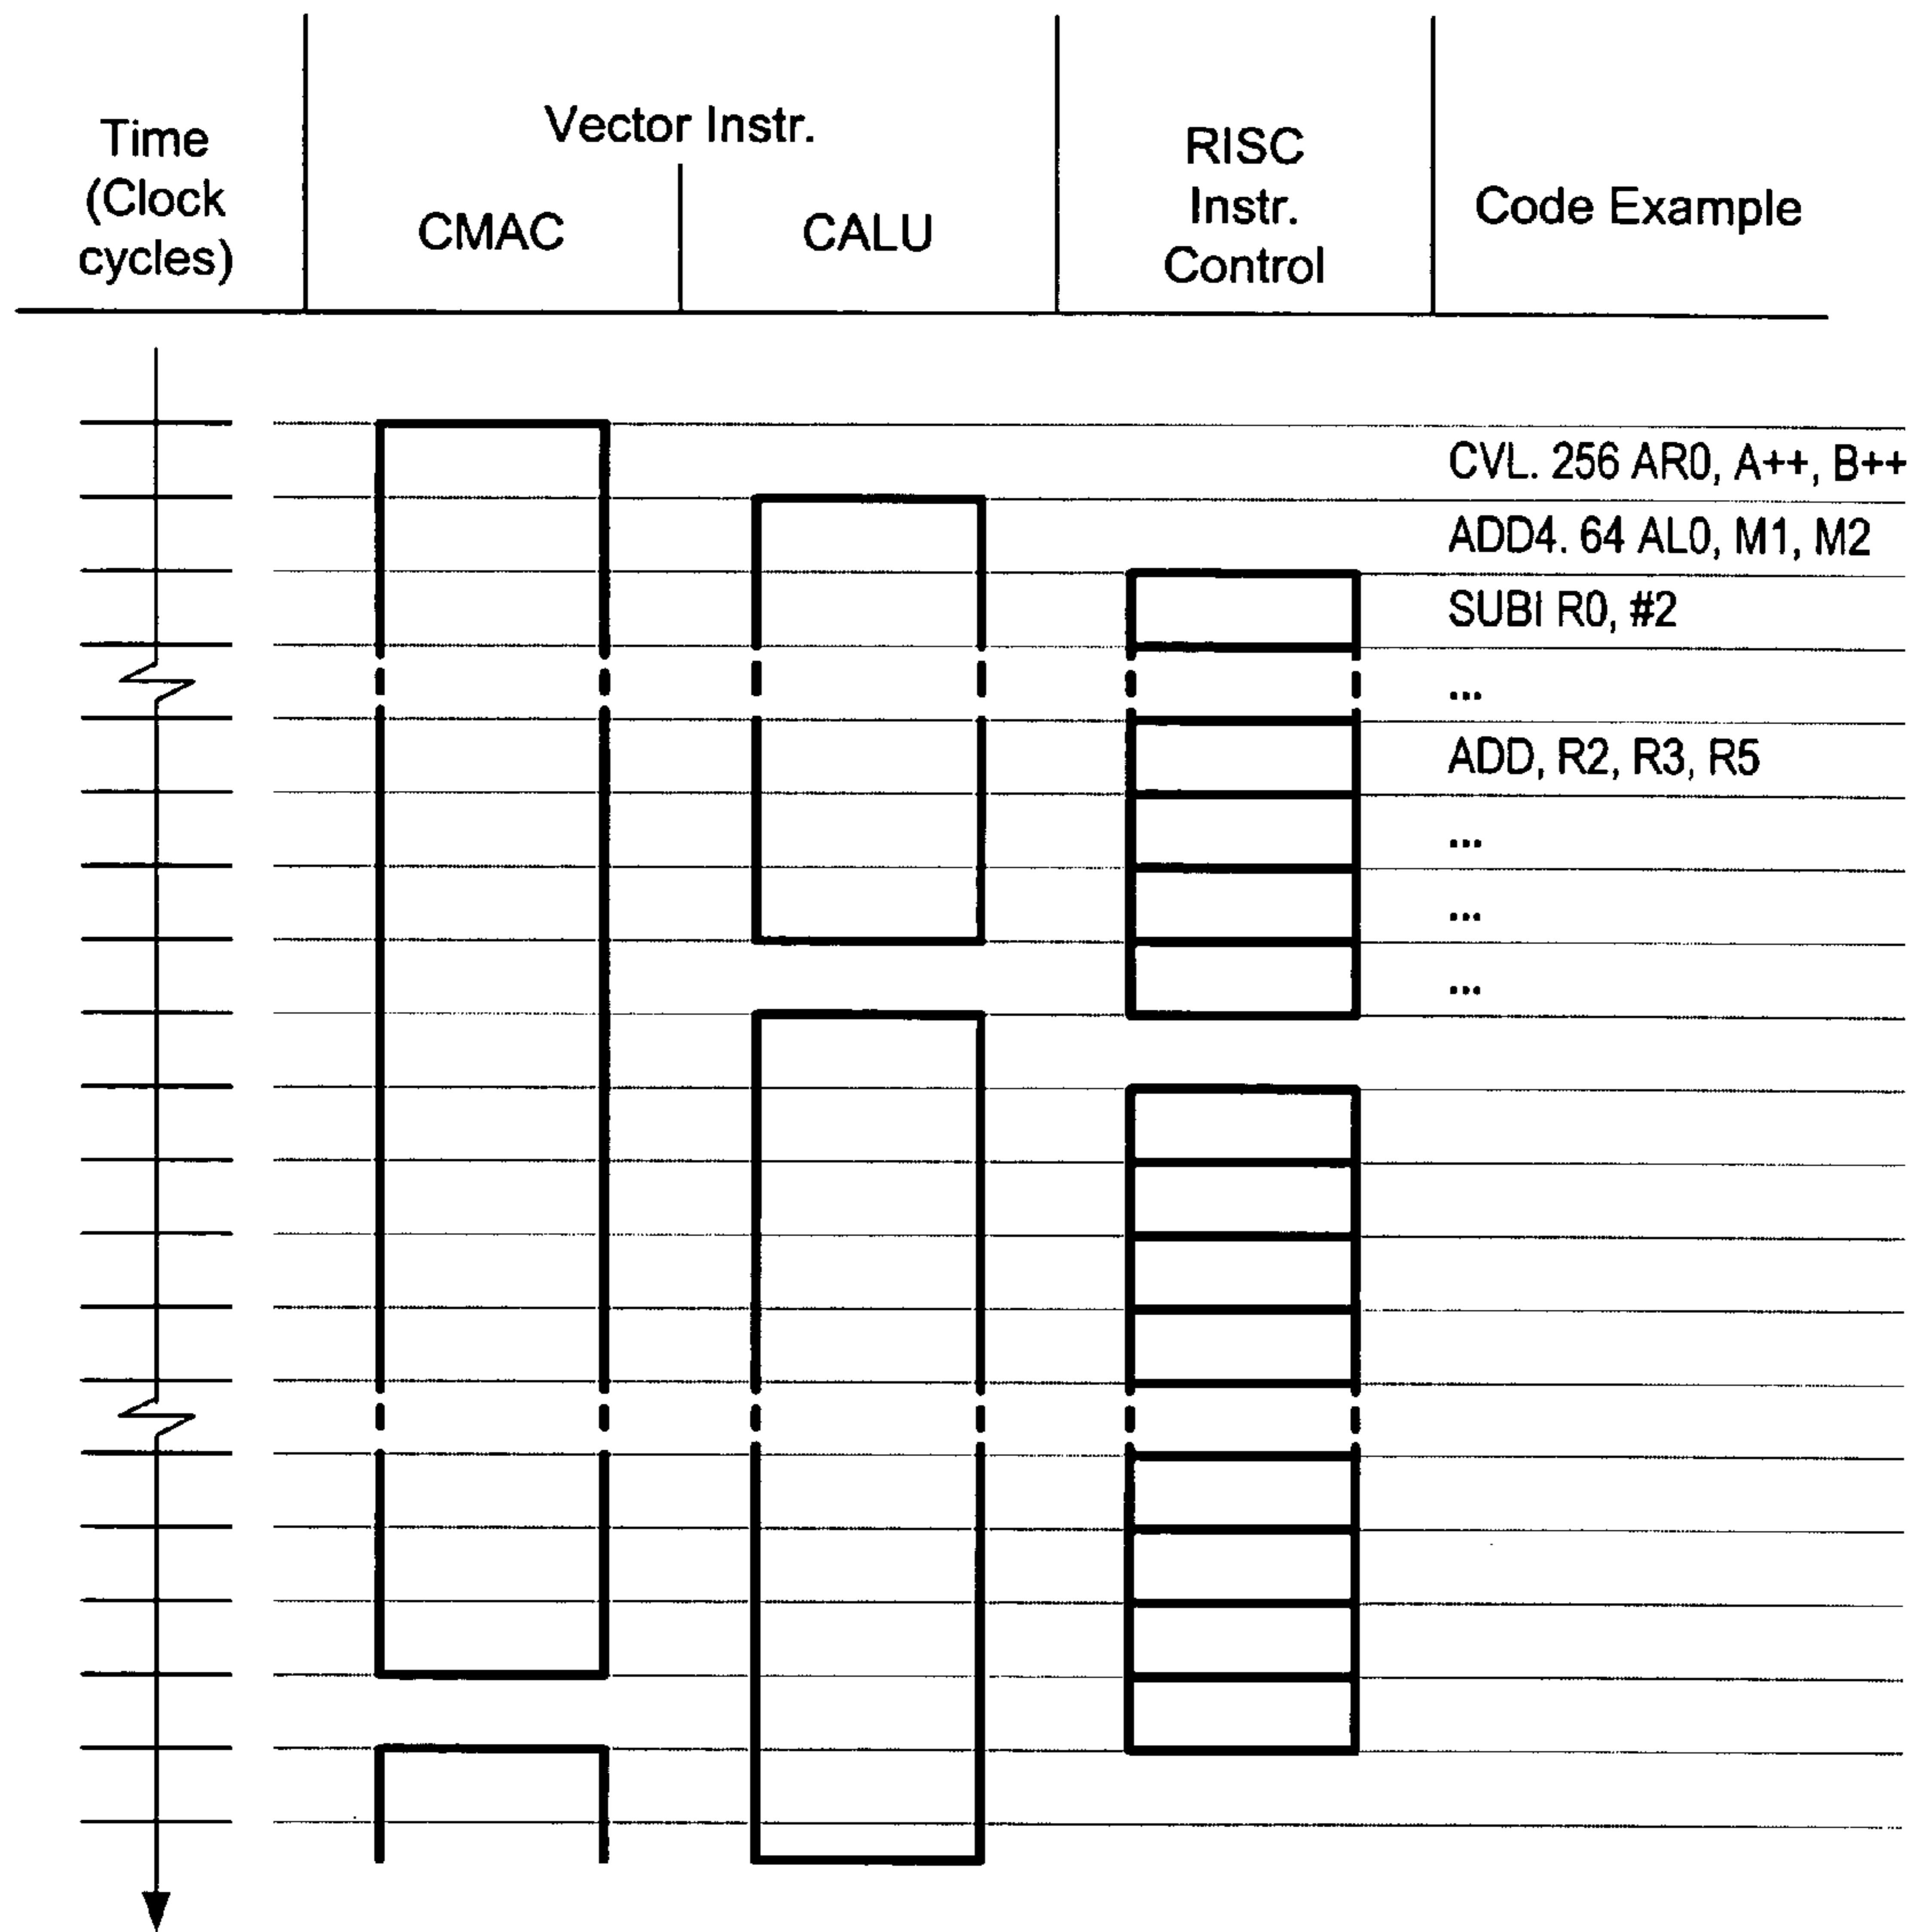 Time
(Clock
cycles)
Vector Instr.
CMAC
CALU
RISC
Instr.
Control
Code Example
CVL. 256 AR0, A++, B++
ADD4. 64 AL0, M1, M2
SUBI R0, #2
...
ADD, R2, R3, R5
...
...
...